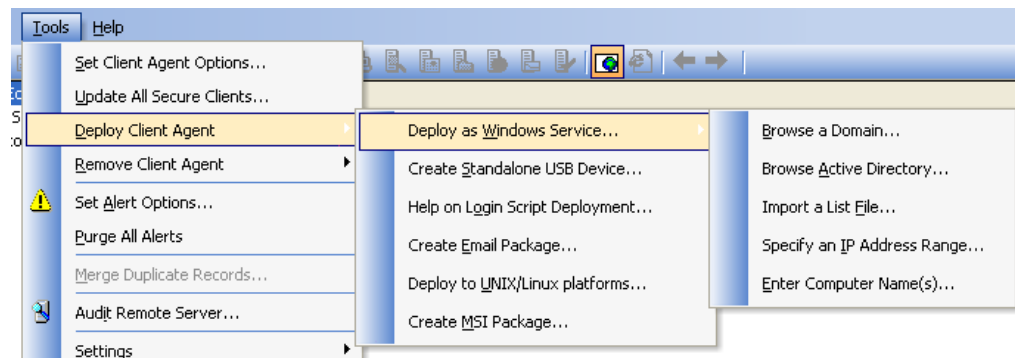 Tools Help
Set Client Agent Options...
Update All Secure Clients...
Deploy Client Agent
Remove Client Agent
Set Alert Options...
Purge All Alerts
Merge Duplicate Records...
Audit Remote Server...
Settings
Deploy as Windows Service...
Create Standalone USB Device...
Help on Login Script Deployment...
Create Email Package...
Deploy to UNIX/Linux platforms...
Create MSI Package...
Browse a Domain...
Browse Active Directory...
Import a List File...
Specify an IP Address Range...
Enter Computer Name(s)...